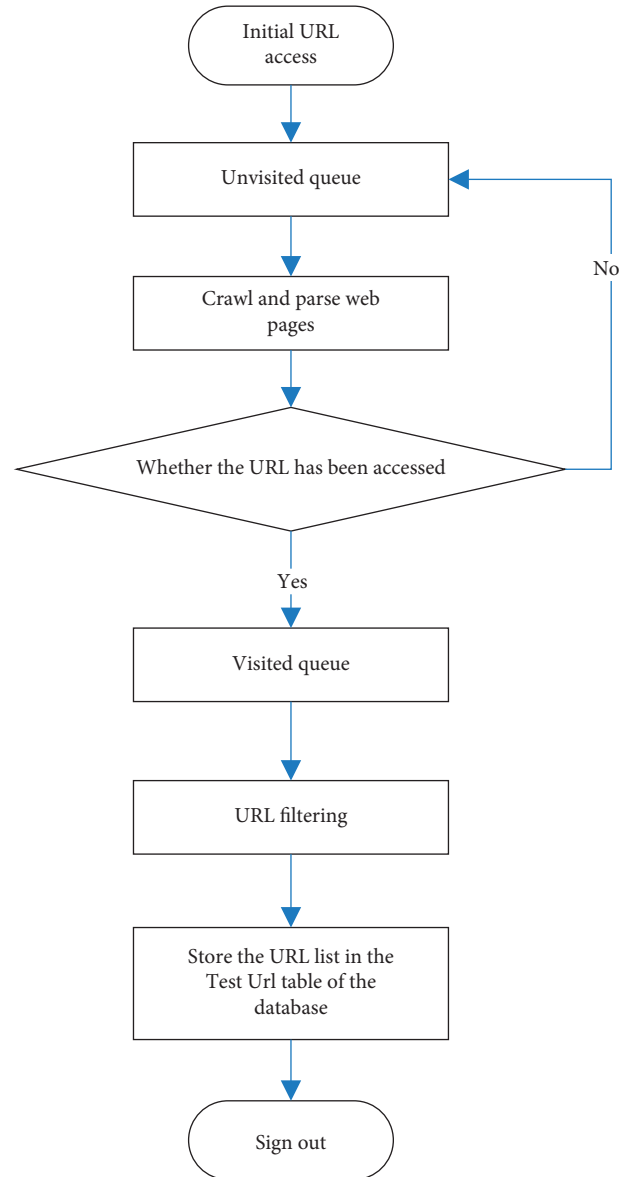 Initial URL
access
Unvisited queue
Crawl and parse web
pages
No
Whether the URL has been accessed
Yes
Visited queue
URL filtering
Store the URL list in the
Test Url table of the
database
Sign out